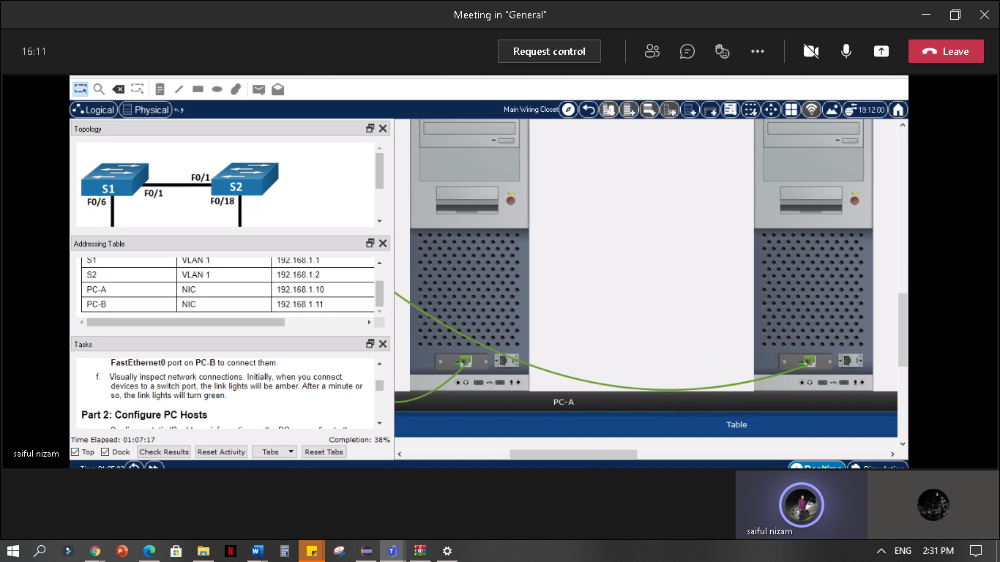 Meeting in "General"
16:11
Request control
Leave
Logical
Physical
Main Wiring Closet
19:12:00
Topology
F0/1
S1
S2
F0/1
F0/6
F0/18
Addressing Table
S1 VLAN 1 192.168.1.1
S2 VLAN 1 192.168.1.2
PC-A NIC 192.168.1.10
PC-B NIC 192.168.1.11
Tasks
FastEthernet0 port on PC-B to connect them.
f. Visually inspect network connections. Initially, when you connect
devices to a switch port, the link lights will be amber. After a minute or
so, the link lights will turn green.
Part 2: Configure PC Hosts
PC-A
Table
Time Elapsed: 01:07:17 Completion: 38%
Top Dock Check Results Reset Activity Tabs Reset Tabs
saiful nizam
Realtime
Simulation
saiful nizam
ENG 2:31 PM